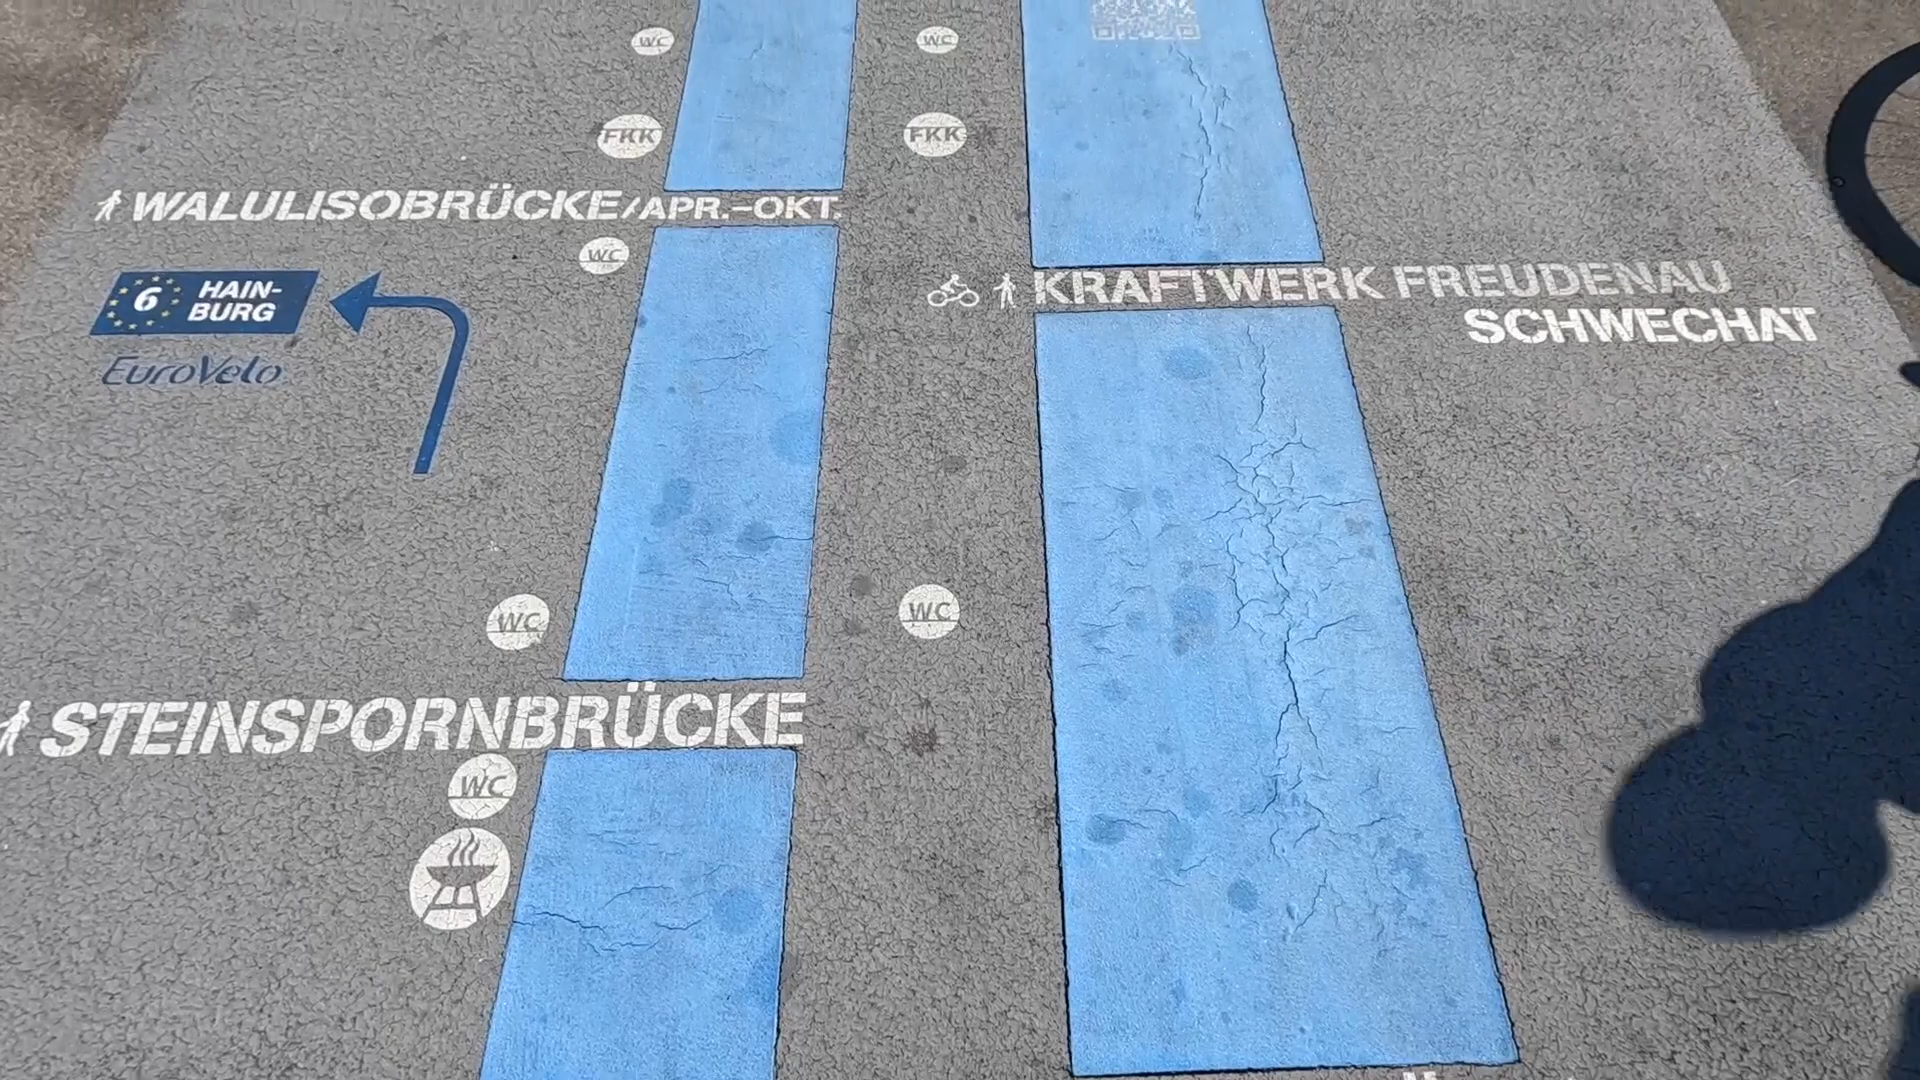 WC
WC
FKK
FKK
WALULISOBRÜCKE/APR.-OKT.
WC
6 HAIN-
BURG
EuroVelo
KRAFTWERK FREUDENAU
SCHWECHAT
WC
WC
STEINSPORNBRÜCKE
WC